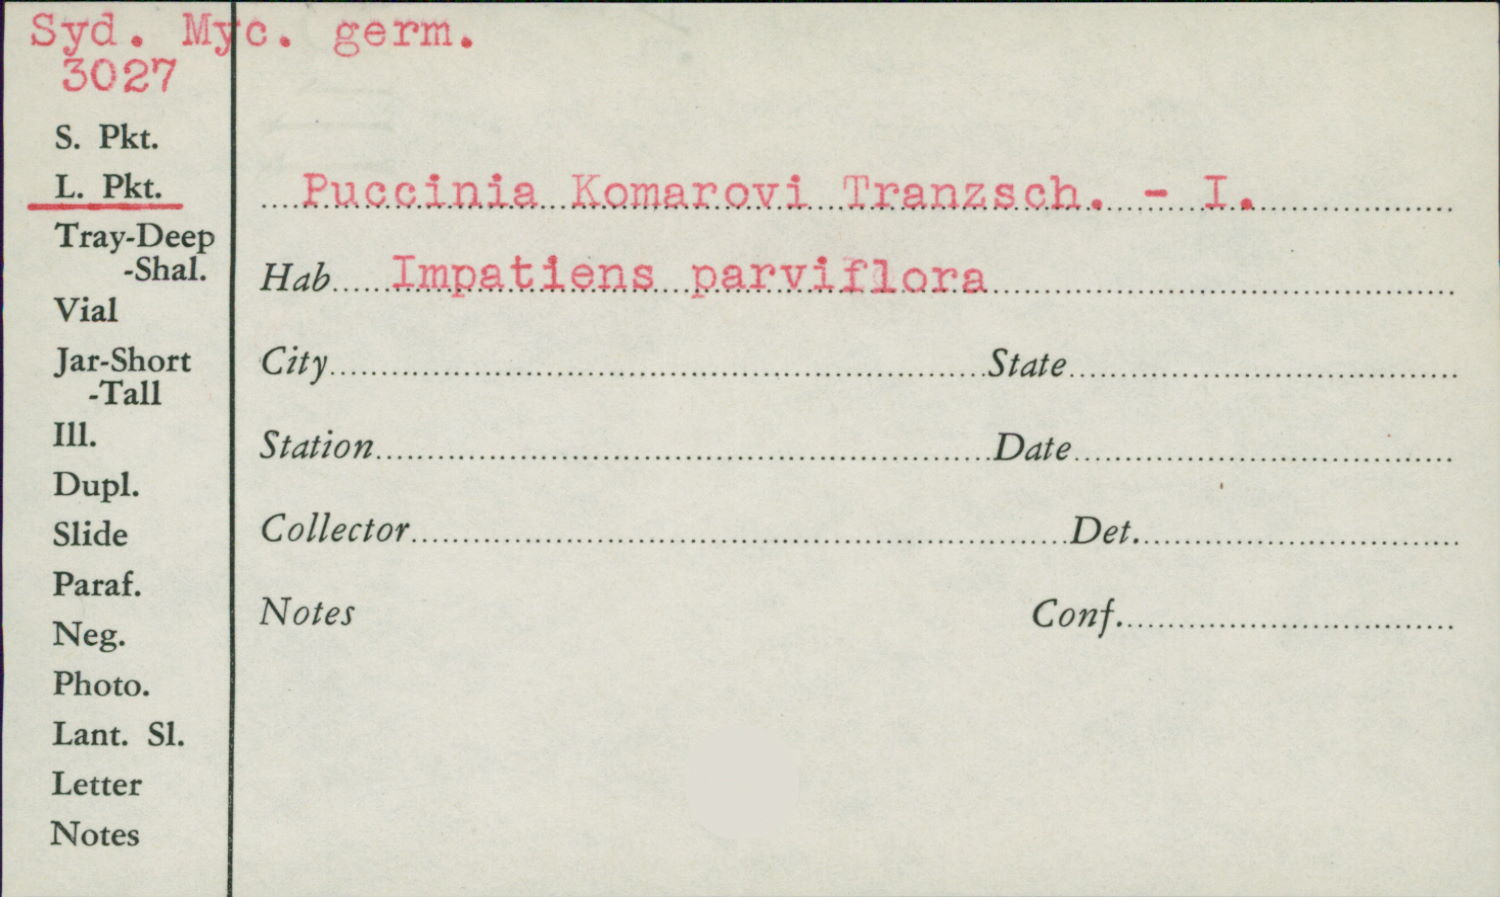 Syd. Myc. germ.
3027
S. Pkt.
L. Pkt.
Tray-Deep
-Shal.
Vial
Jar-Short
-Tall
Ill.
Dupl.
Slide
Paraf.
Neg.
Photo.
Lant. Sl.
Letter
Notes
Puccinia Komarovi Tranzsch. - I.
Hab Impatiens parviflora
City State
Station Date
Collector Det.
Notes Conf.